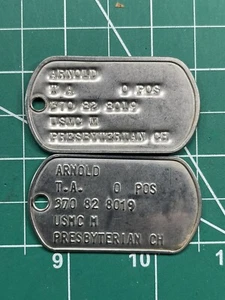 ARNOLD
T.A. O POS
370 82 8019
USMC M
PRESBYTERIAN CH
ARNOLD
T.A. O POS
370 82 8019
USMC M
PRESBYTERIAN CH
9 10